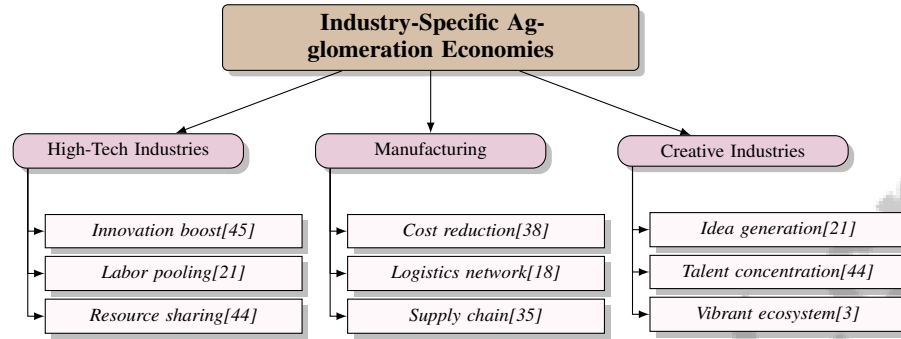 Industry-Specific Ag-
glomeration Economies
High-Tech Industries
Manufacturing
Creative Industries
Innovation boost[45]
Labor pooling[21]
Resource sharing[44]
Cost reduction[38]
Logistics network[18]
Supply chain[35]
Idea generation[21]
Talent concentration[44]
Vibrant ecosystem[3]